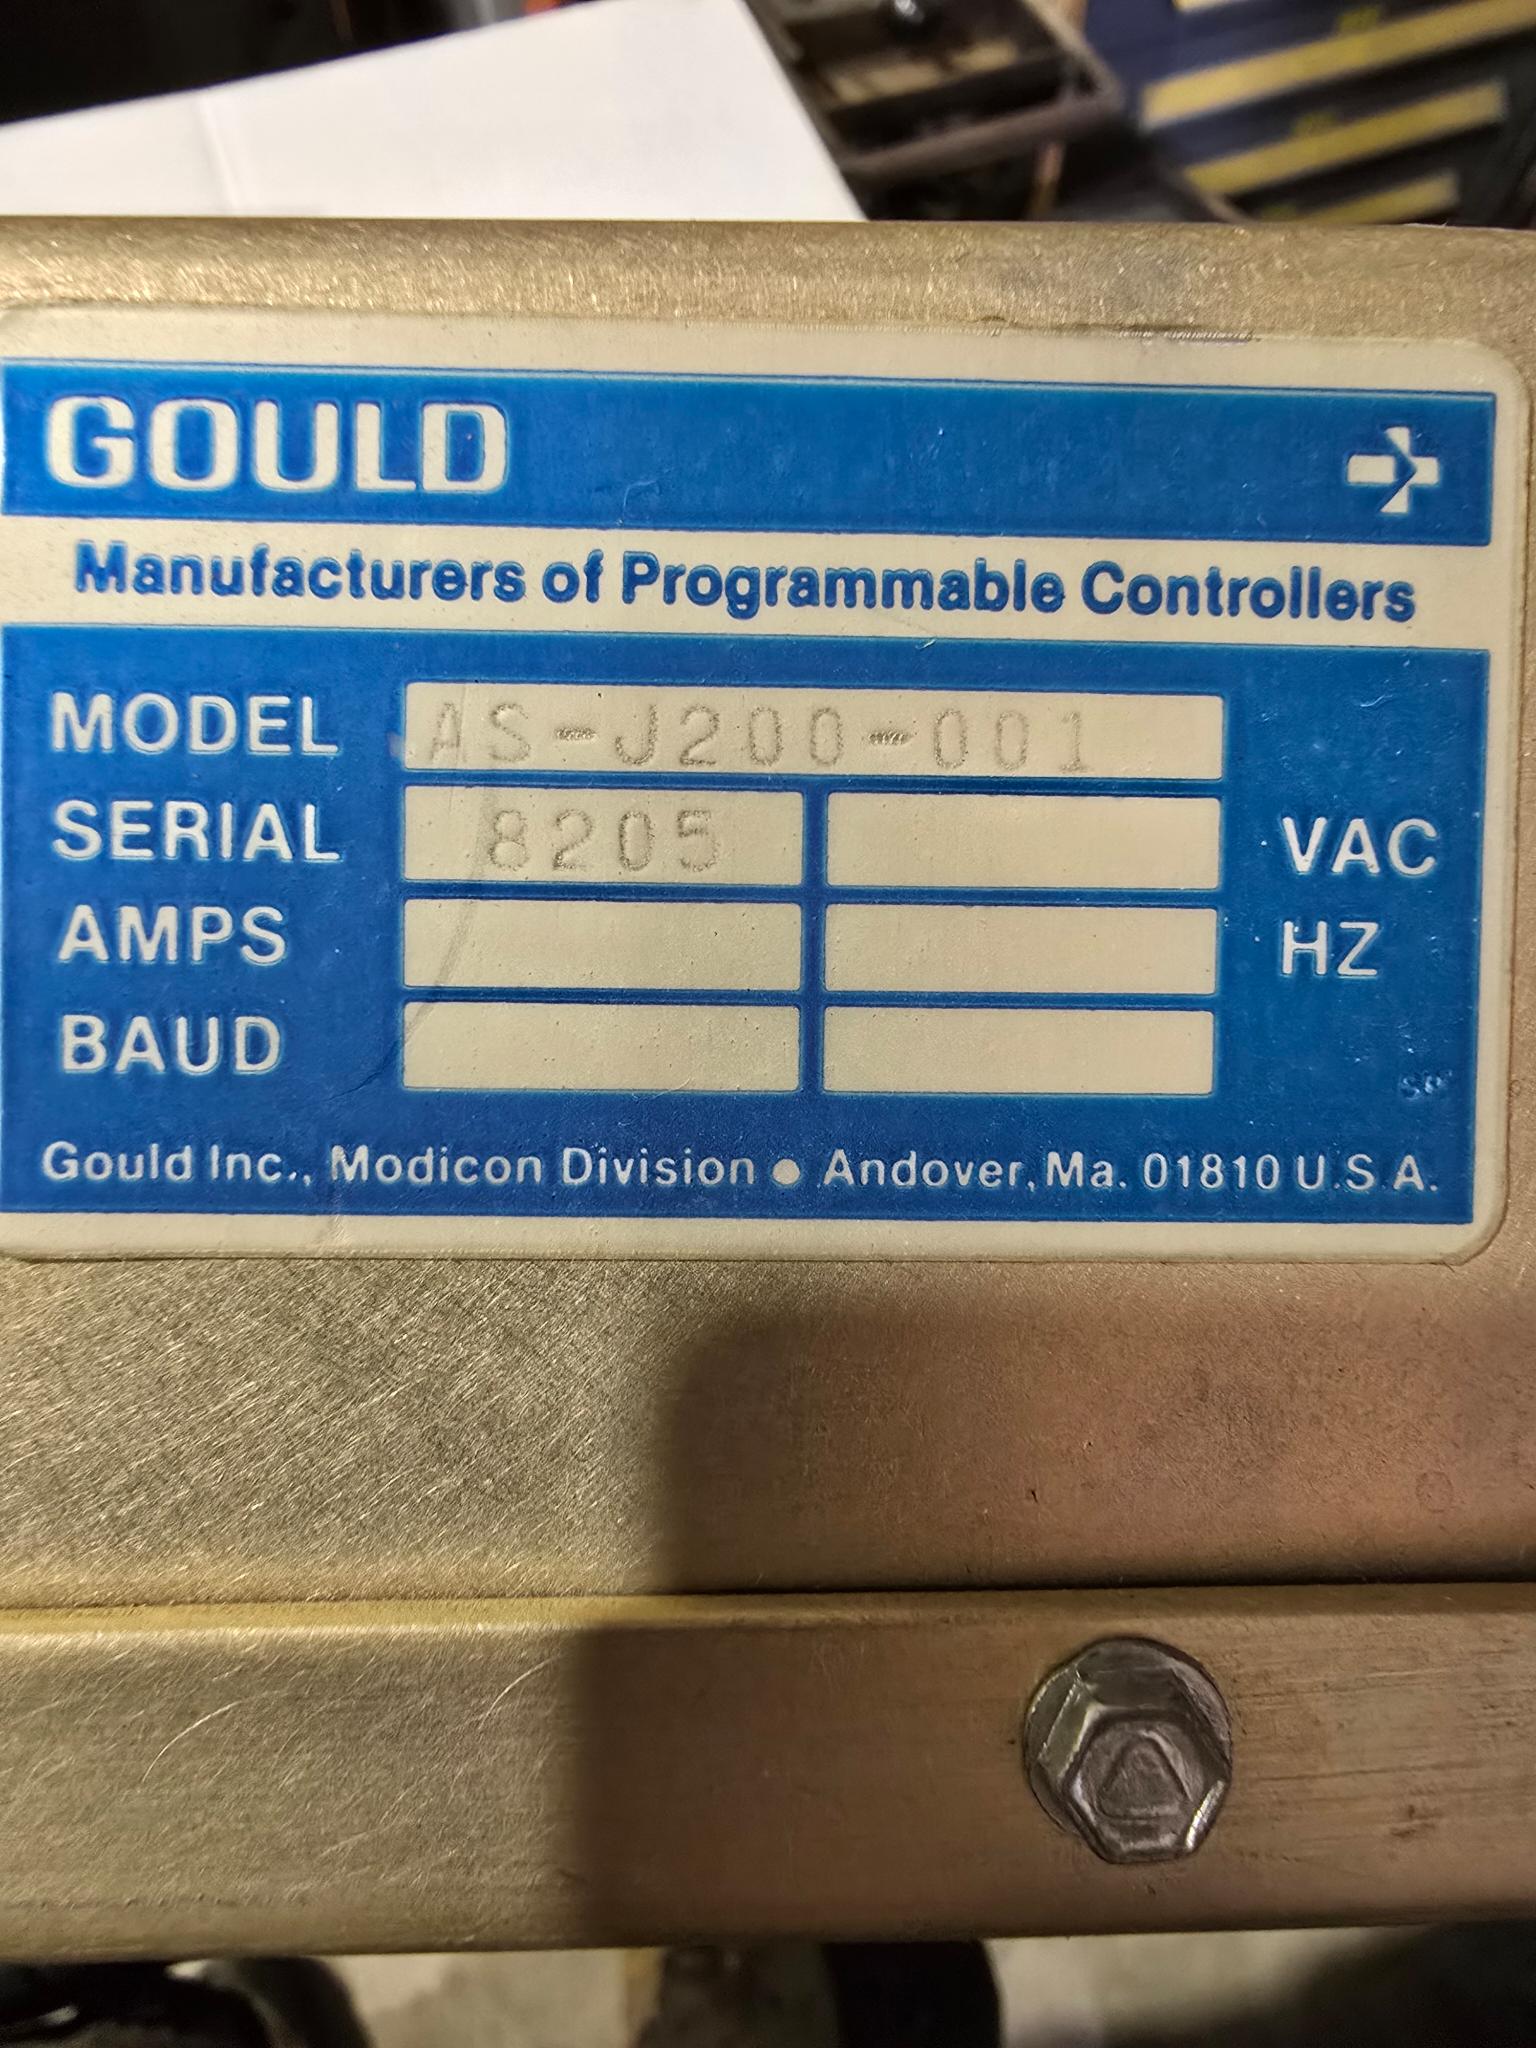 GOULD
Manufacturers of Programmable Controllers
MODEL AS-J200-001
SERIAL 8205 VAC
AMPS HZ
BAUD
Gould Inc., Modicon Division • Andover, Ma. 01810 U.S.A.